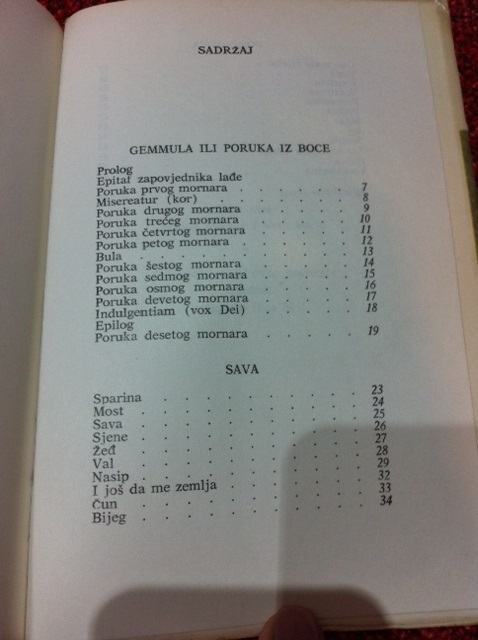 SADRŽAJ
GEMMULA ILI PORUKA IZ BOCE
Prolog
Epitaf zapovjednika lađe
Poruka prvog mornara . . . . . . 7
Misereatur (kor) . . . . . . . 8
Poruka drugog mornara . . . . . . 9
Poruka trećeg mornara . . . . . . 10
Poruka četvrtog mornara . . . . . . 11
Poruka petog mornara . . . . . . 12
Bula . . . . . . . . . . 13
Poruka šestog mornara . . . . . . 14
Poruka sedmog mornara . . . . . . 15
Poruka osmog mornara . . . . . . 16
Poruka devetog mornara . . . . . . 17
Indulgentiam (vox Dei) . . . . . . 18
Epilog
Poruka desetog mornara . . . . . . 19
SAVA
Sparina . . . . . . . . . 23
Most . . . . . . . . . . 24
Sava . . . . . . . . . . 25
Sjene . . . . . . . . . . 26
Žeđ . . . . . . . . . . 27
Val . . . . . . . . . . 28
Nasip . . . . . . . . . . 29
I još da me zemlja . . . . . . . 32
Čun . . . . . . . . . . 33
Bijeg . . . . . . . . . . 34